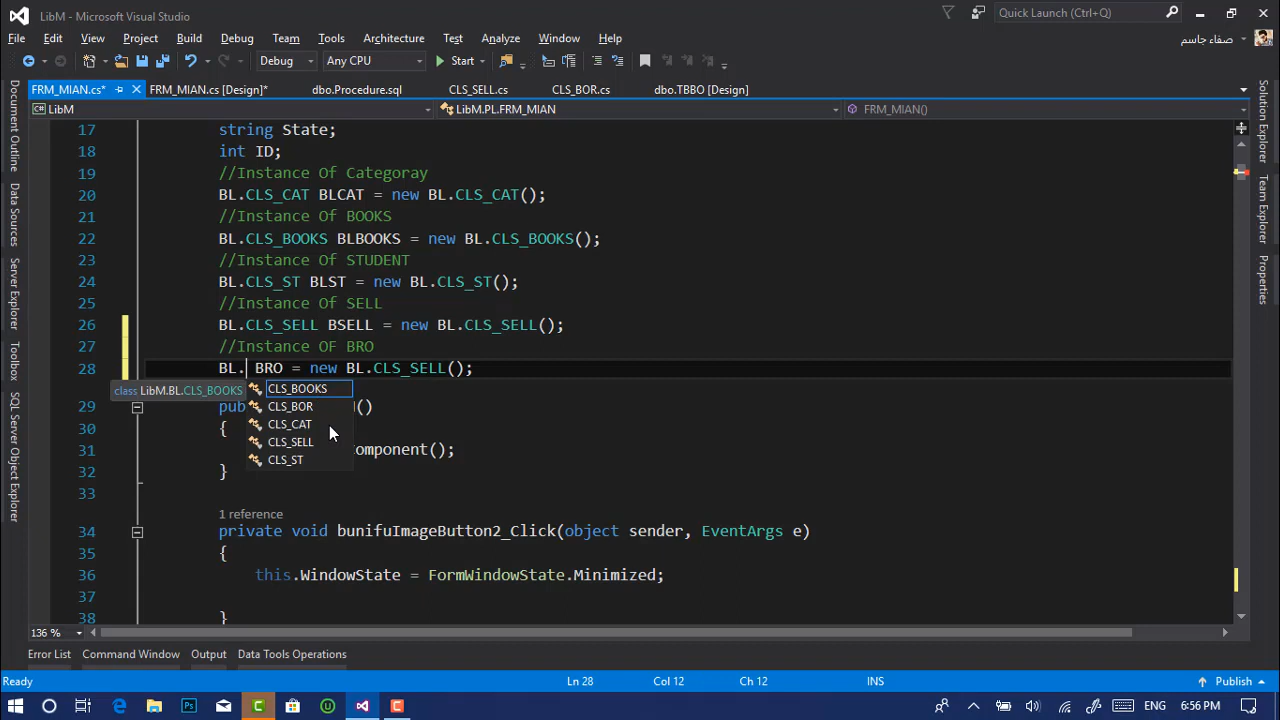 LibM - Microsoft Visual Studio
Quick Launch (Ctrl+Q)
File Edit View Project Build Debug Team Tools Architecture Test Analyze Window Help
صفاء جاسم
Debug Any CPU Start
FRM_MIAN.cs* FRM_MIAN.cs [Design]* dbo.Procedure.sql CLS_SELL.cs CLS_BOR.cs dbo.TBBO [Design]
LibM LibM.PL.FRM_MIAN FRM_MIAN()
Document Outline
Data Sources
Server Explorer
Toolbox
SQL Server Object Explorer
Solution Explorer
Team Explorer
Properties
17 string State;
18 int ID;
19 //Instance Of Categoray
20 BL.CLS_CAT BLCAT = new BL.CLS_CAT();
21 //Instance Of BOOKS
22 BL.CLS_BOOKS BLBOOKS = new BL.CLS_BOOKS();
23 //Instance Of STUDENT
24 BL.CLS_ST BLST = new BL.CLS_ST();
25 //Instance Of SELL
26 BL.CLS_SELL BSELL = new BL.CLS_SELL();
27 //Instance OF BRO
28 BL. BRO = new BL.CLS_SELL();
class LibM.BL.CLS_BOOKS
CLS_BOOKS
CLS_BOR
CLS_CAT
CLS_SELL
CLS_ST
29 pub ()
30 {
31 omponent();
32 }
33
1 reference
34 private void bunifuImageButton2_Click(object sender, EventArgs e)
35 {
36 this.WindowState = FormWindowState.Minimized;
37
38 }
136 %
Error List Command Window Output Data Tools Operations
Ready Ln 28 Col 12 Ch 12 INS Publish
ENG 6:56 PM